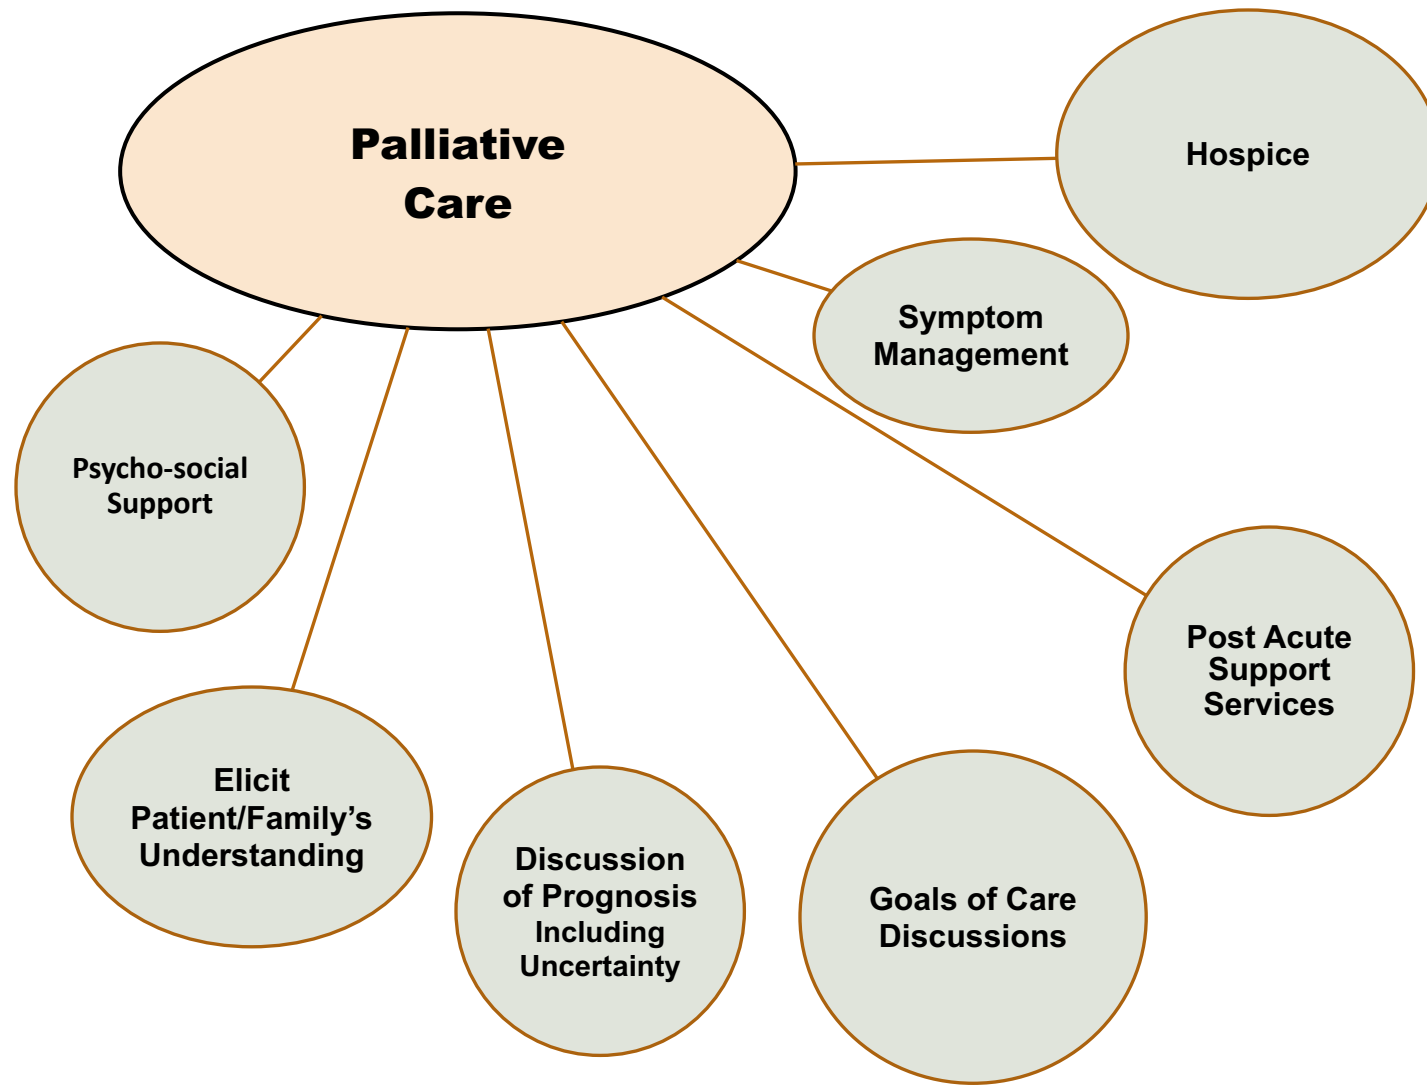 Palliative
Care
Hospice
Symptom
Management
Psycho-social
Support
Post Acute
Support
Services
Elicit
Patient/Family’s
Understanding
Discussion
of Prognosis
Including
Uncertainty
Goals of Care
Discussions